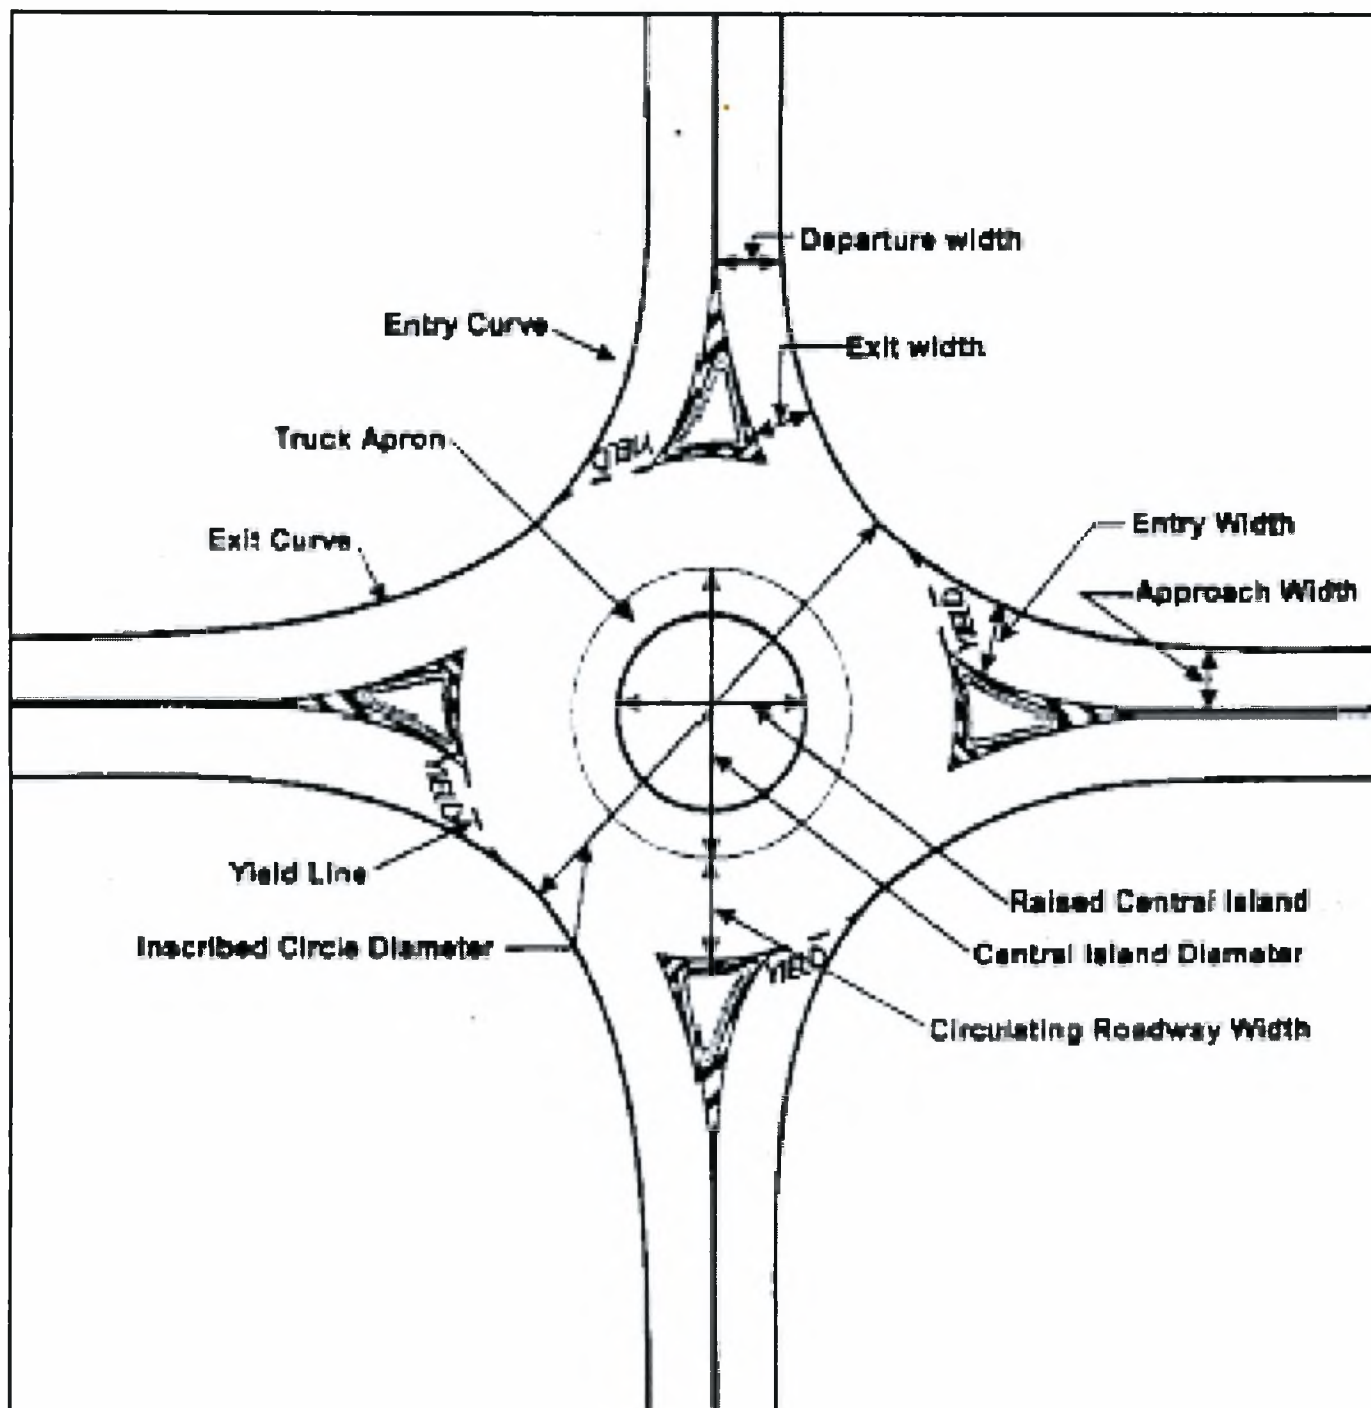 Departure width
Entry Curve
Exit width
Truck Apron
YIELD
Exit Curve
Entry Width
Approach Width
YIELD
YIELD
Yield Line
Raised Central Island
Inscribed Circle Diameter
Central Island Diameter
YIELD
Circulating Roadway Width